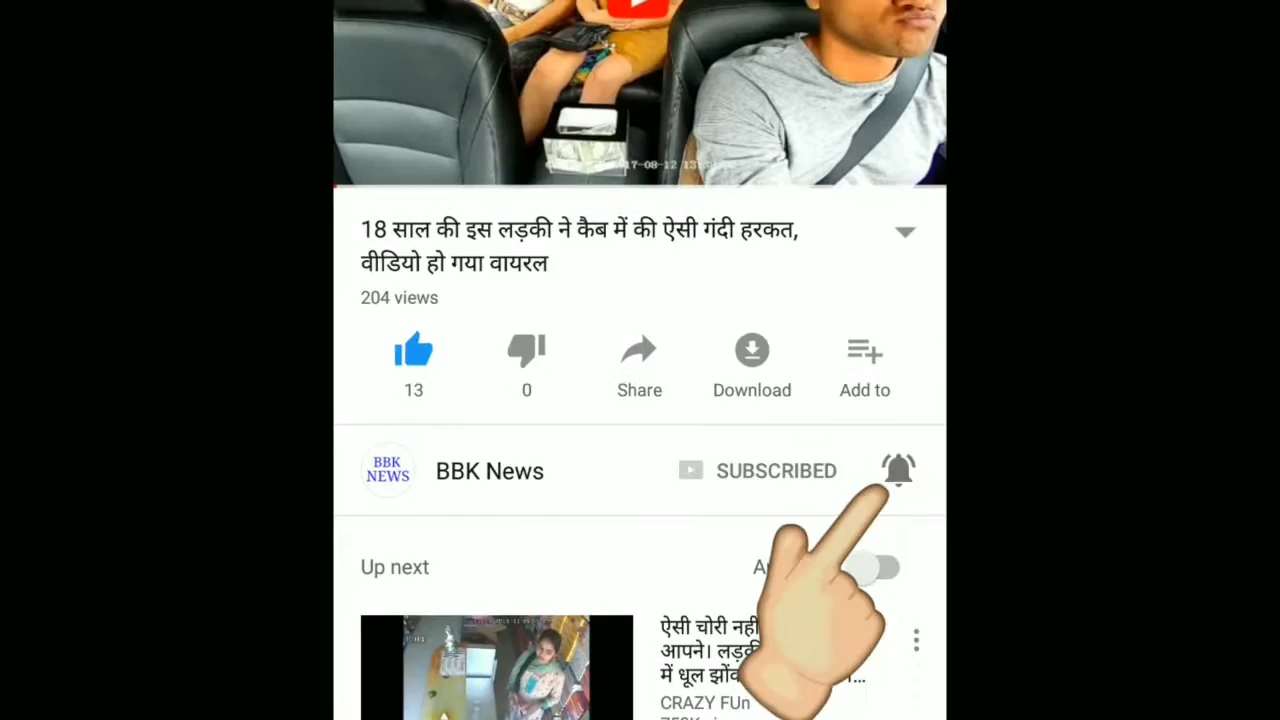 18 साल की इस लड़की ने कैब में की ऐसी गंदी हरकत,
वीडियो हो गया वायरल
204 views
13
0
Share
Download
Add to
BBK
NEWS
BBK News
SUBSCRIBED
Up next
ऐसी चोरी नहीं
आपने। लड़की
में धूल झोंक
CRAZY FUn